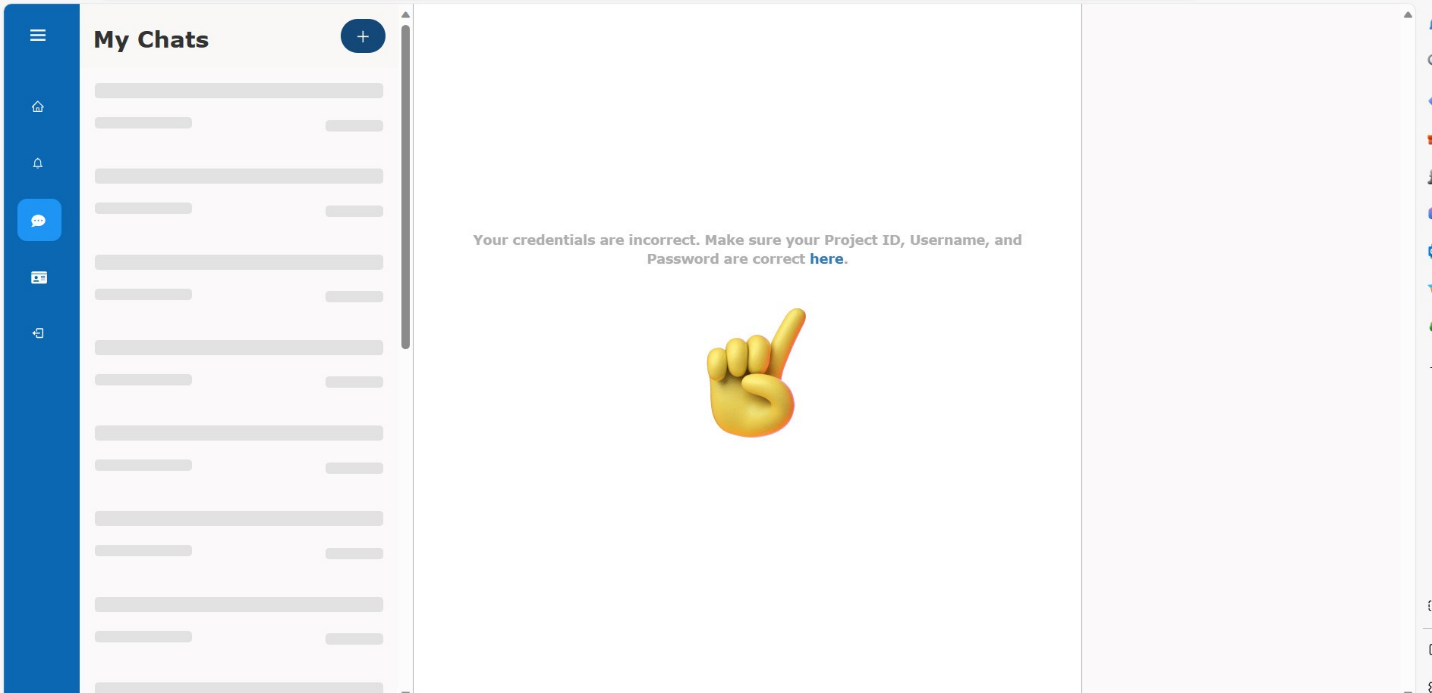 My Chats
Your credentials are incorrect. Make sure your Project ID, Username, and
Password are correct here.